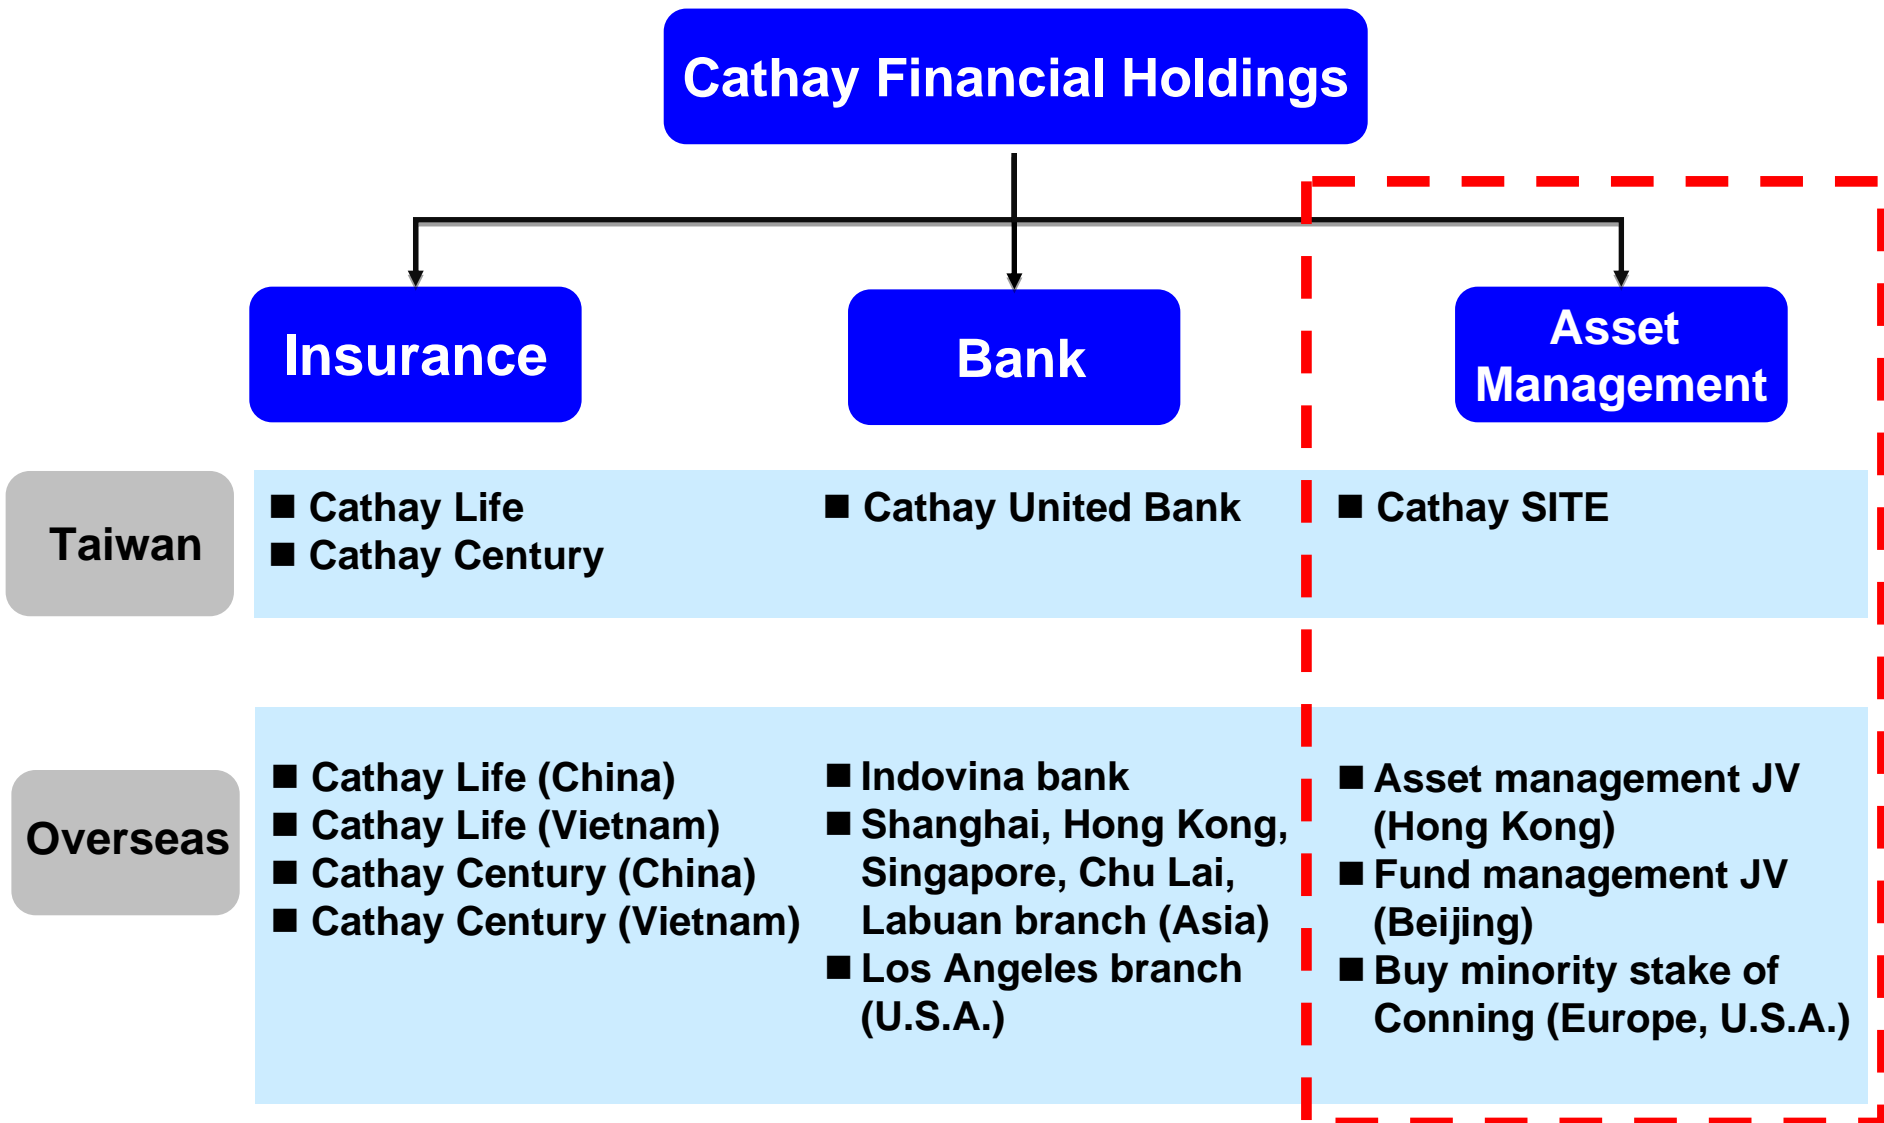 Cathay Financial Holdings
Insurance
Bank
Asset
Management
Taiwan
■ Cathay Life
■ Cathay Century
■ Cathay United Bank
■ Cathay SITE
Overseas
■ Cathay Life (China)
■ Cathay Life (Vietnam)
■ Cathay Century (China)
■ Cathay Century (Vietnam)
■ Indovina bank
■ Shanghai, Hong Kong,
Singapore, Chu Lai,
Labuan branch (Asia)
■ Los Angeles branch
(U.S.A.)
■ Asset management JV
(Hong Kong)
■ Fund management JV
(Beijing)
■ Buy minority stake of
Conning (Europe, U.S.A.)